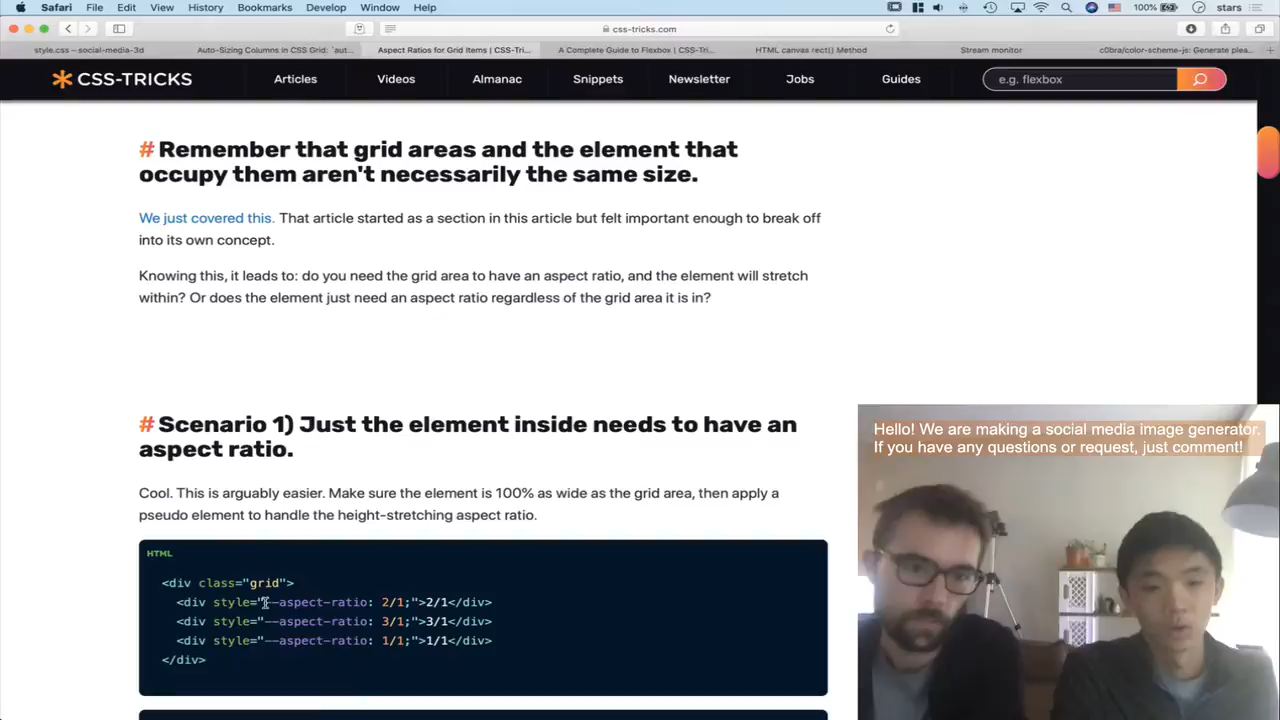 Safari File Edit View History Bookmarks Develop Window Help 100% stars
css-tricks.com
style.css – social-media-3d Auto-Sizing Columns in CSS Grid: `aut... Aspect Ratios for Grid Items | CSS-Tri... A Complete Guide to Flexbox | CSS-Tri... HTML canvas rect() Method Stream monitor c0bra/color-scheme-js: Generate plea...
CSS-TRICKS Articles Videos Almanac Snippets Newsletter Jobs Guides e.g. flexbox
# Remember that grid areas and the element that
occupy them aren't necessarily the same size.
We just covered this. That article started as a section in this article but felt important enough to break off
into its own concept.
Knowing this, it leads to: do you need the grid area to have an aspect ratio, and the element will stretch
within? Or does the element just need an aspect ratio regardless of the grid area it is in?
# Scenario 1) Just the element inside needs to have an
aspect ratio.
Cool. This is arguably easier. Make sure the element is 100% as wide as the grid area, then apply a
pseudo element to handle the height-stretching aspect ratio.
HTML
<div class="grid">
<div style="--aspect-ratio: 2/1;">2/1</div>
<div style="--aspect-ratio: 3/1;">3/1</div>
<div style="--aspect-ratio: 1/1;">1/1</div>
</div>
Hello! We are making a social media image generator.
If you have any questions or request, just comment!